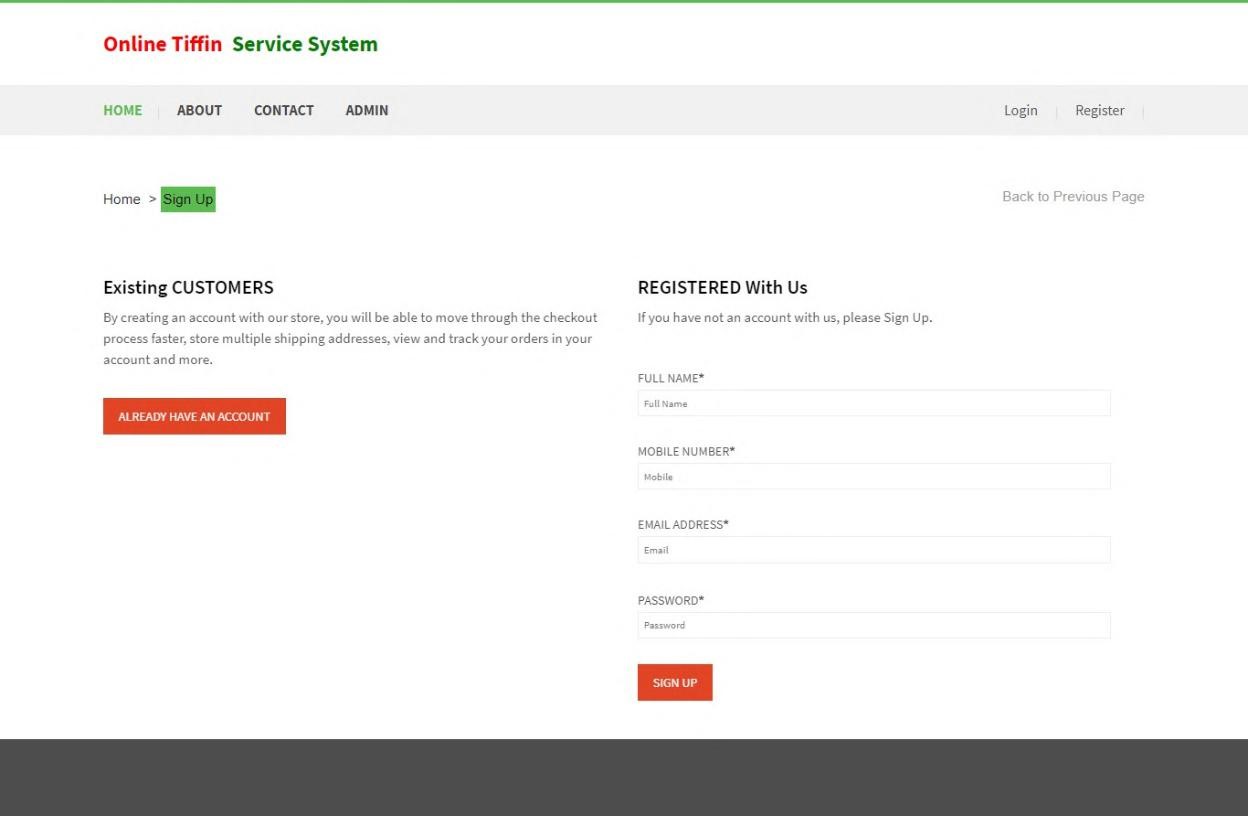 Online Tiffin Service System
HOME ABOUT CONTACT ADMIN Login Register
Home > Sign Up Back to Previous Page
Existing CUSTOMERS
By creating an account with our store, you will be able to move through the checkout
process faster, store multiple shipping addresses, view and track your orders in your
account and more.
ALREADY HAVE AN ACCOUNT
REGISTERED With Us
If you have not an account with us, please Sign Up.
FULL NAME*
Full Name
MOBILE NUMBER*
Mobile
EMAIL ADDRESS*
Email
PASSWORD*
Password
SIGN UP